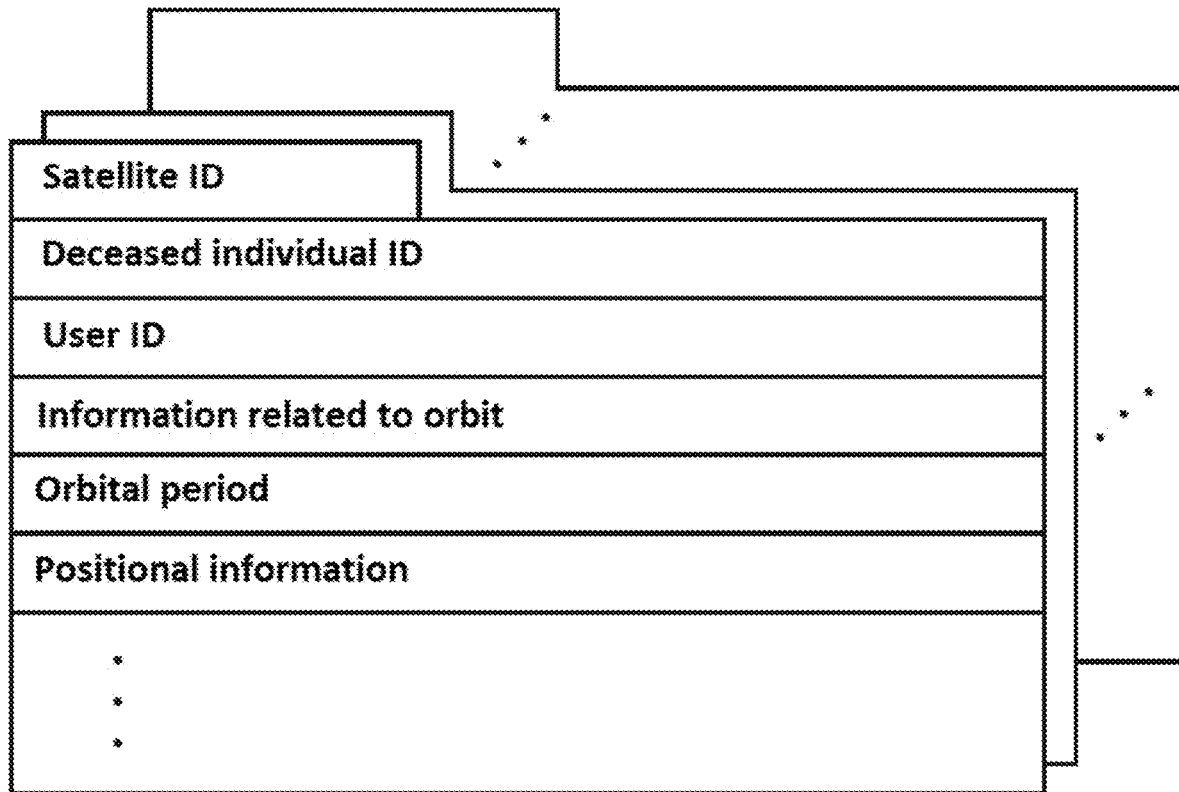 Satellite ID
Deceased individual ID
User ID
Information related to orbit
Orbital period
Positional information